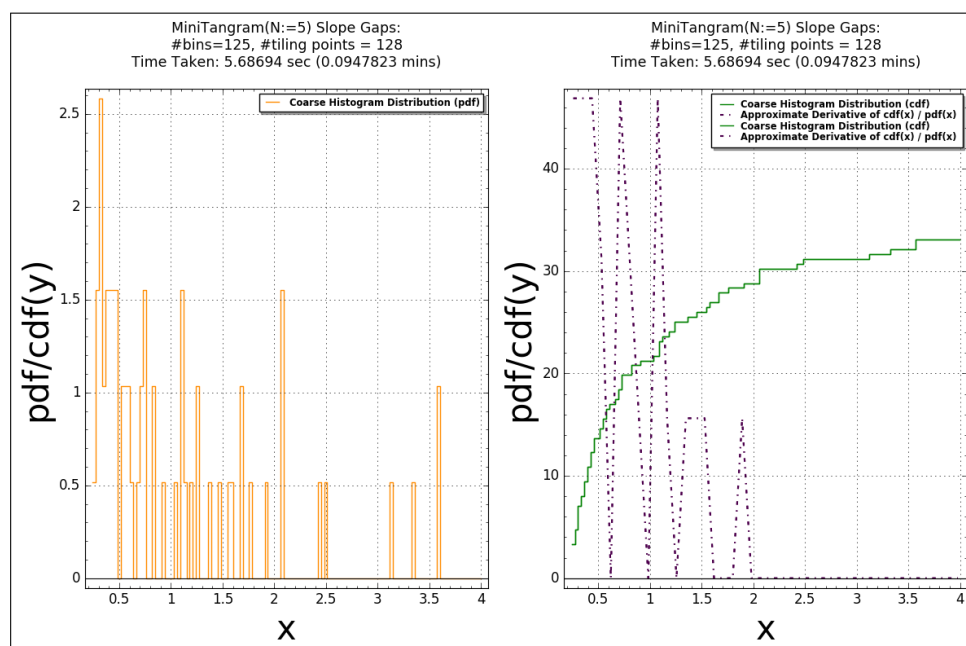 MiniTangram(N:=5) Slope Gaps:
#bins=125, #tiling points = 128
Time Taken: 5.68694 sec (0.0947823 mins)
Coarse Histogram Distribution (pdf)
2.5
2
1.5
1
0.5
0
pdf/cdf(y)
0.5
1
1.5
2
2.5
3
3.5
4
x
MiniTangram(N:=5) Slope Gaps:
#bins=125, #tiling points = 128
Time Taken: 5.68694 sec (0.0947823 mins)
Coarse Histogram Distribution (cdf)
Approximate Derivative of cdf(x) / pdf(x)
Coarse Histogram Distribution (cdf)
Approximate Derivative of cdf(x) / pdf(x)
40
30
20
10
0
pdf/cdf(y)
0.5
1
1.5
2
2.5
3
3.5
4
x